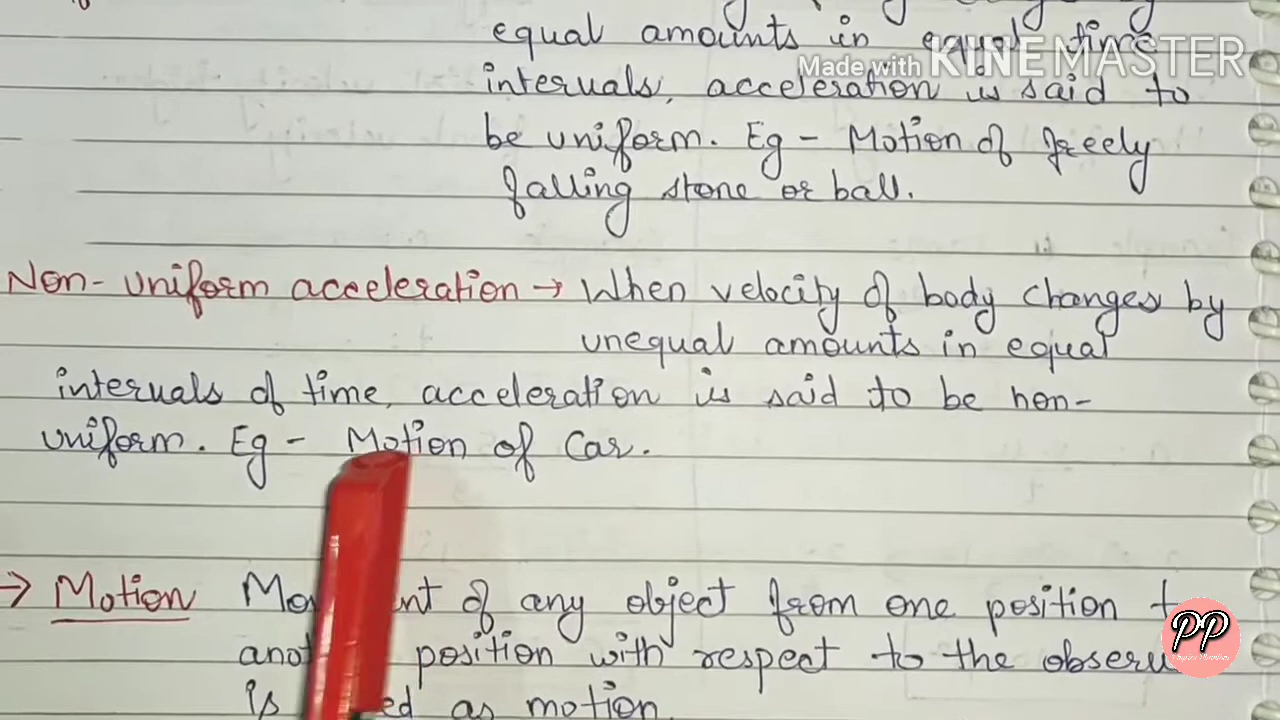 equal amounts in equal time
Made with KINEMASTER
intervals, acceleration is said to
be uniform. Eg - Motion of freely
falling stone or ball.
Non-uniform acceleration → When velocity of body changes by
unequal amounts in equal
intervals of time, acceleration is said to be non-
uniform. Eg - Motion of Car.
→ Motion of any object from one position
position with respect to the
is as motion.
PP